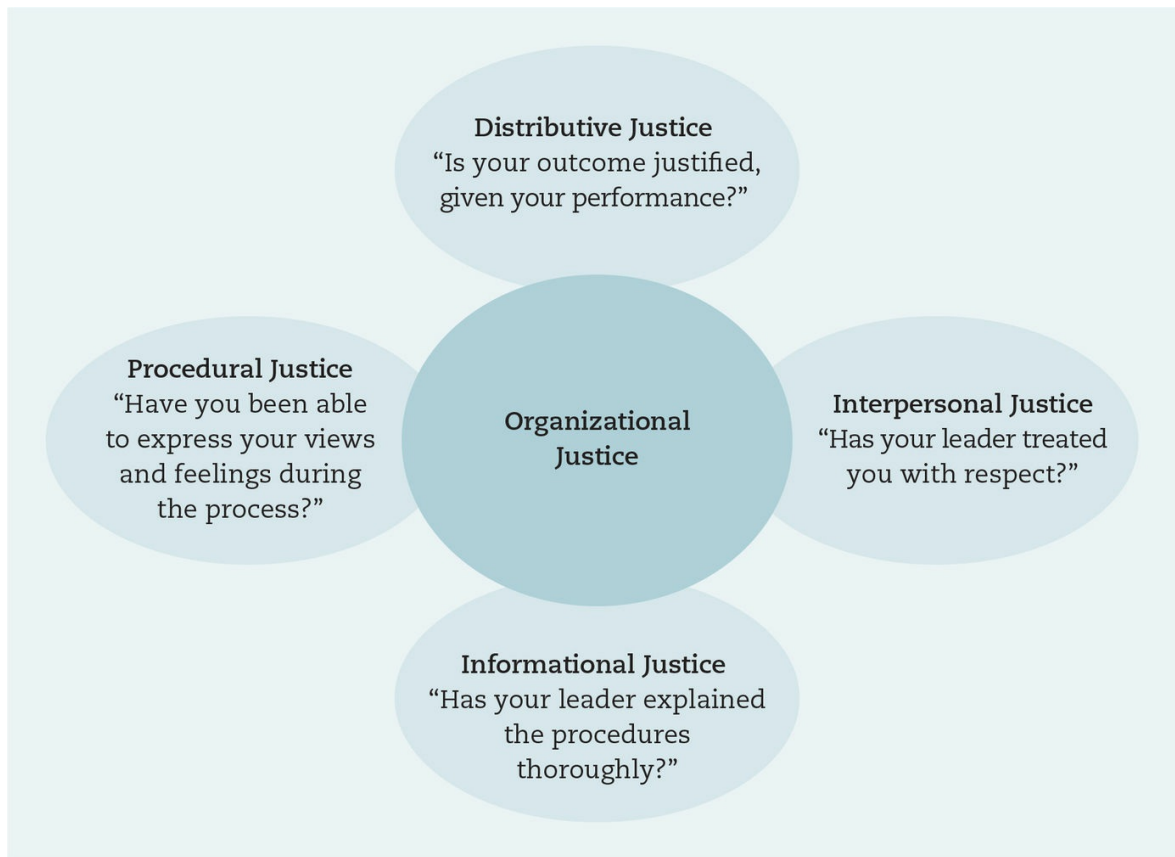 Distributive Justice
“Is your outcome justified,
given your performance?”
Procedural Justice
“Have you been able
to express your views
and feelings during
the process?”
Organizational
Justice
Interpersonal Justice
“Has your leader treated
you with respect?”
Informational Justice
“Has your leader explained
the procedures
thoroughly?”